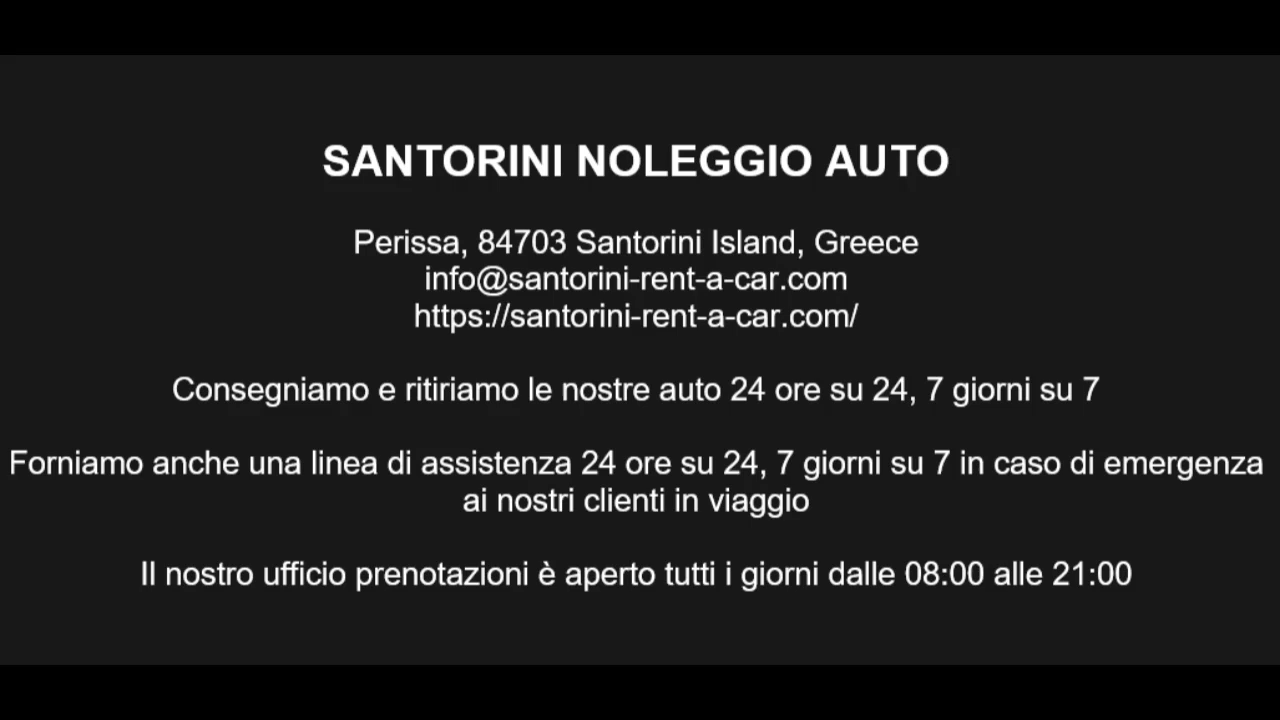 SANTORINI NOLEGGIO AUTO
Perissa, 84703 Santorini Island, Greece
info@santorini-rent-a-car.com
https://santorini-rent-a-car.com/
Consegniamo e ritiriamo le nostre auto 24 ore su 24, 7 giorni su 7
Forniamo anche una linea di assistenza 24 ore su 24, 7 giorni su 7 in caso di emergenza
ai nostri clienti in viaggio
Il nostro ufficio prenotazioni è aperto tutti i giorni dalle 08:00 alle 21:00